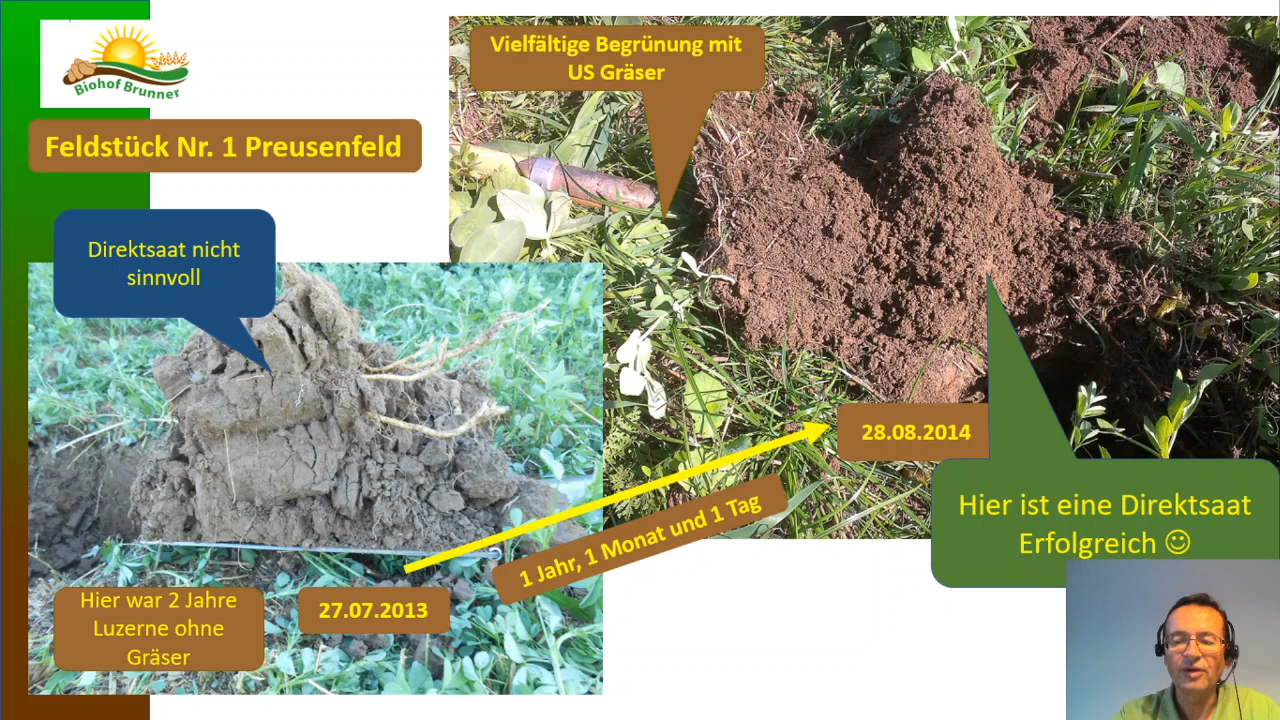 Biohof Brunner
Feldstück Nr. 1 Preusenfeld
Vielfältige Begrünung mit
US Gräser
Direktsaat nicht
sinnvoll
28.08.2014
1 Jahr, 1 Monat und 1 Tag
Hier ist eine Direktsaat
Erfolgreich ☺
Hier war 2 Jahre
Luzerne ohne
Gräser
27.07.2013